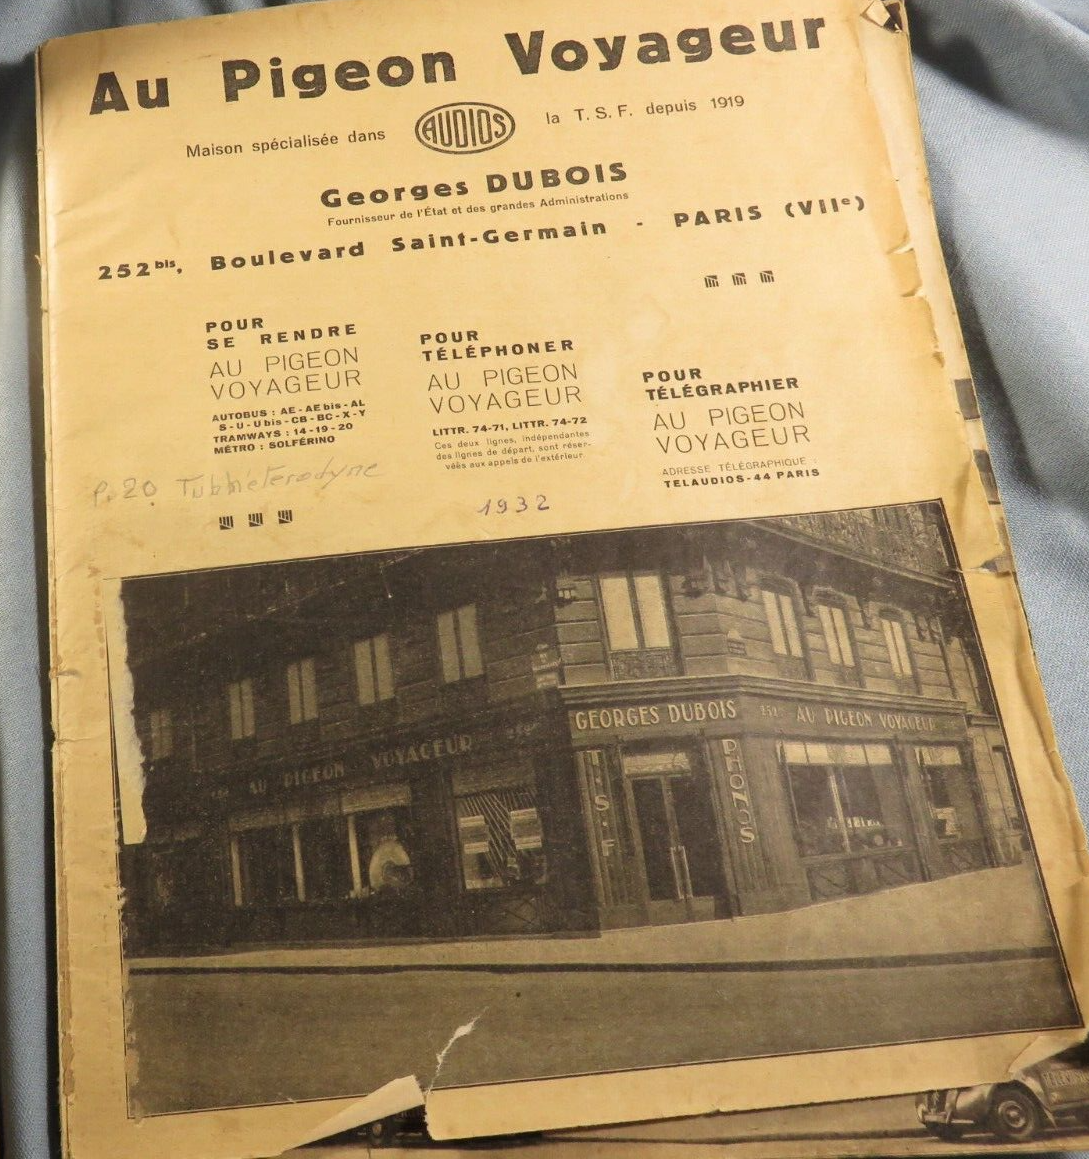 Au Pigeon Voyageur
Maison spécialisée dans AUDIOS la T. S. F. depuis 1919
Georges DUBOIS
Fournisseur de l'État et des grandes Administrations
252bis, Boulevard Saint-Germain - PARIS (VIIe)
POUR
SE RENDRE
AU PIGEON
VOYAGEUR
AUTOBUS : AE - AE bis - AL
S - U - U bis - CB - BC - X - Y
TRAMWAYS : 14 - 19 - 20
MÉTRO : SOLFÉRINO
POUR
TÉLÉPHONER
AU PIGEON
VOYAGEUR
LITTR. 74-71, LITTR. 74-72
Ces deux lignes, indépendantes
des lignes de départ, sont réser-
véés aux appels de l'extérieur.
POUR
TÉLÉGRAPHIER
AU PIGEON
VOYAGEUR
ADRESSE TÉLÉGRAPHIQUE :
TELAUDIOS-44 PARIS
p. 20
1932
AU PIGEON VOYAGEUR
GEORGES DUBOIS
AU PIGEON VOYAGEUR
T.S.F
PHONOS